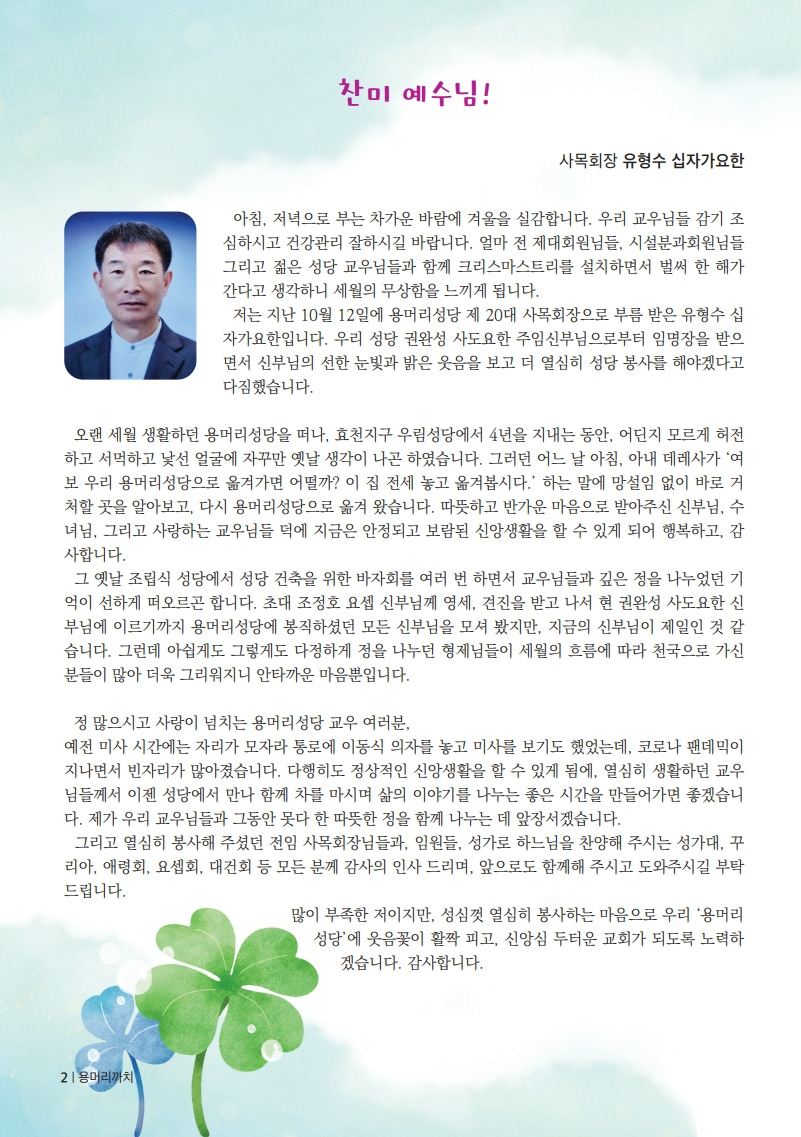 찬미 예수님!
사목회장 유형수 십자가요한
아침, 저녁으로 부는 차가운 바람에 겨울을 실감합니다. 우리 교우님들 감기 조
심하시고 건강관리 잘하시길 바랍니다. 얼마 전 제대회원님들, 시설분과회원님들
그리고 젊은 성당 교우님들과 함께 크리스마스트리를 설치하면서 벌써 한 해가
간다고 생각하니 세월의 무상함을 느끼게 됩니다.
저는 지난 10월 12일에 용머리성당 제 20대 사목회장으로 부름 받은 유형수 십
자가요한입니다. 우리 성당 권완성 사도요한 주임신부님으로부터 임명장을 받으
면서 신부님의 선한 눈빛과 밝은 웃음을 보고 더 열심히 성당 봉사를 해야겠다고
다짐했습니다.
오랜 세월 생활하던 용머리성당을 떠나, 효천지구 우림성당에서 4년을 지내는 동안, 어딘지 모르게 허전
하고 서먹하고 낯선 얼굴에 자꾸만 옛날 생각이 나곤 하였습니다. 그러던 어느 날 아침, 아내 데레사가 ‘여
보 우리 용머리성당으로 옮겨가면 어떨까? 이 집 전세 놓고 옮겨봅시다.’ 하는 말에 망설임 없이 바로 거
처할 곳을 알아보고, 다시 용머리성당으로 옮겨 왔습니다. 따뜻하고 반가운 마음으로 받아주신 신부님, 수
녀님, 그리고 사랑하는 교우님들 덕에 지금은 안정되고 보람된 신앙생활을 할 수 있게 되어 행복하고, 감
사합니다.
그 옛날 조립식 성당에서 성당 건축을 위한 바자회를 여러 번 하면서 교우님들과 깊은 정을 나누었던 기
억이 선하게 떠오르곤 합니다. 초대 조정호 요셉 신부님께 영세, 견진을 받고 나서 현 권완성 사도요한 신
부님에 이르기까지 용머리성당에 봉직하셨던 모든 신부님을 모셔 봤지만, 지금의 신부님이 제일인 것 같
습니다. 그런데 아쉽게도 그렇게도 다정하게 정을 나누던 형제님들이 세월의 흐름에 따라 천국으로 가신
분들이 많아 더욱 그리워지니 안타까운 마음뿐입니다.
정 많으시고 사랑이 넘치는 용머리성당 교우 여러분,
예전 미사 시간에는 자리가 모자라 통로에 이동식 의자를 놓고 미사를 보기도 했었는데, 코로나 팬데믹이
지나면서 빈자리가 많아졌습니다. 다행히도 정상적인 신앙생활을 할 수 있게 됨에, 열심히 생활하던 교우
님들께서 이젠 성당에서 만나 함께 차를 마시며 삶의 이야기를 나누는 좋은 시간을 만들어가면 좋겠습니
다. 제가 우리 교우님들과 그동안 못다 한 따뜻한 정을 함께 나누는 데 앞장서겠습니다.
그리고 열심히 봉사해 주셨던 전임 사목회장님들과, 임원들, 성가로 하느님을 찬양해 주시는 성가대, 꾸
리아, 애령회, 요셉회, 대건회 등 모든 분께 감사의 인사 드리며, 앞으로도 함께해 주시고 도와주시길 부탁
드립니다.
많이 부족한 저이지만, 성심껏 열심히 봉사하는 마음으로 우리 ‘용머리
성당’에 웃음꽃이 활짝 피고, 신앙심 두터운 교회가 되도록 노력하
겠습니다. 감사합니다.
2 | 용머리까치